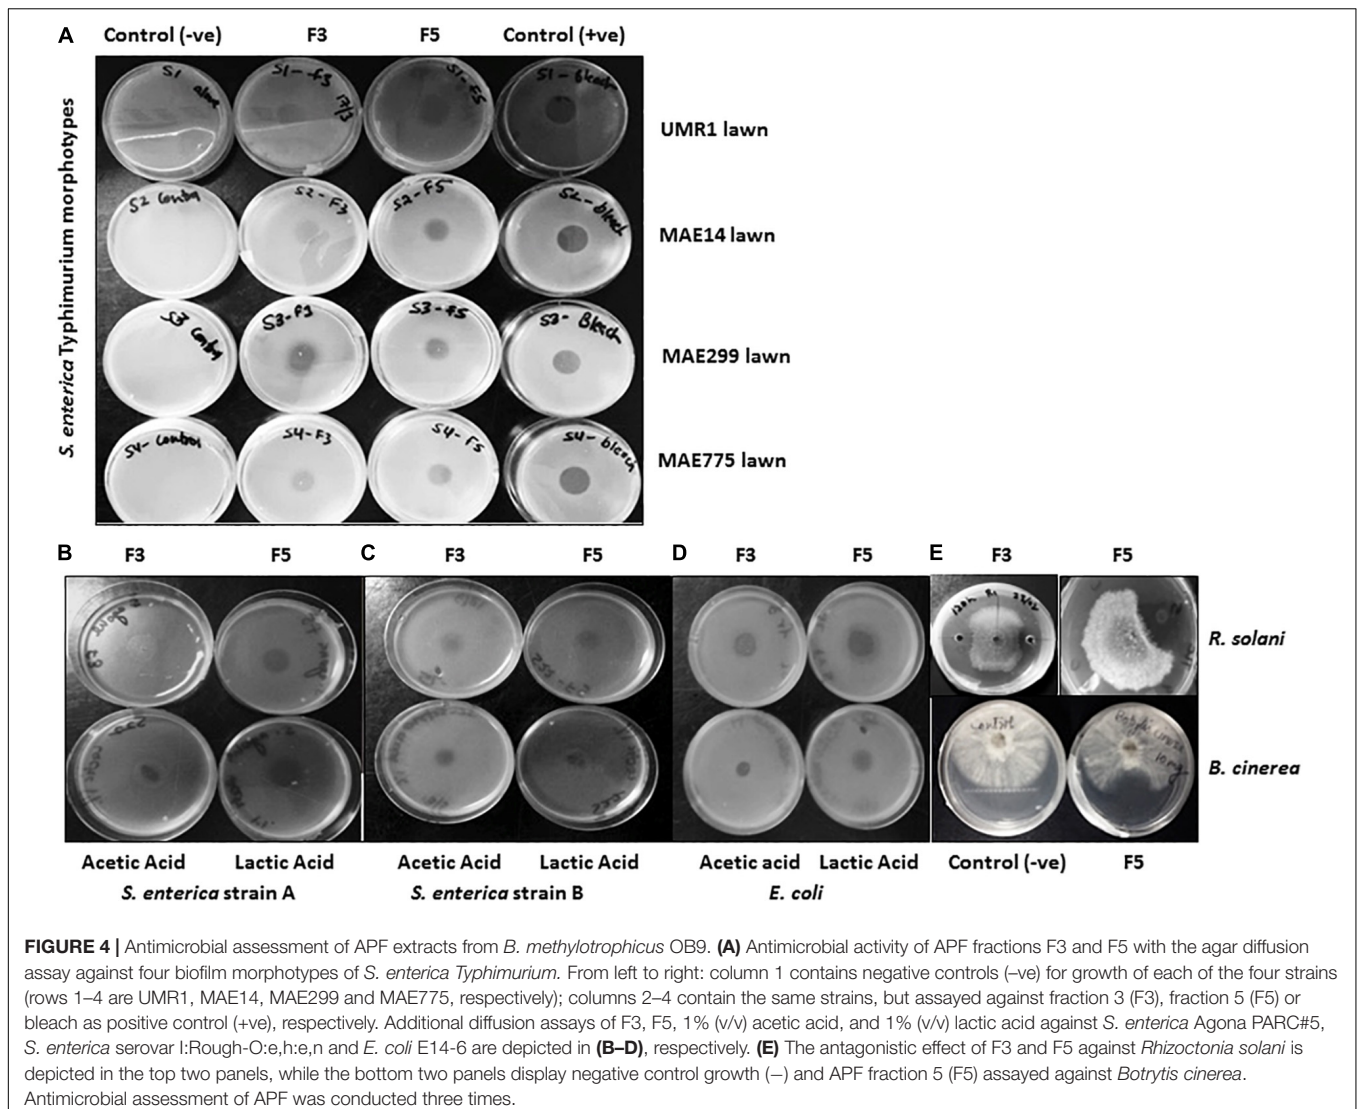 A Control (-ve) F3 F5 Control (+ve)
S. enterica Typhimurium morphotypes
S1 alone
S1--F3 17/3
S1-F5
S1-bleach
UMR1 lawn
S2 Contro
S2-F3
S2-F5
S2-bleach
MAE14 lawn
S3 Contro
S3-F3
S3-F5
S3-Bleach
MAE299 lawn
S4-Control
S4-F3
S4-F5
S4-bleach
MAE775 lawn
B F3 F5 C F3 F5 D F3 F5 E F3 F5
R. solani
Control
Botrytis cinerea 10mg
B. cinerea
Acetic Acid Lactic Acid Acetic Acid Lactic Acid Acetic acid Lactic Acid Control (-ve) F5
S. enterica strain A S. enterica strain B E. coli
FIGURE 4 | Antimicrobial assessment of APF extracts from B. methylotrophicus OB9. (A) Antimicrobial activity of APF fractions F3 and F5 with the agar diffusion
assay against four biofilm morphotypes of S. enterica Typhimurium. From left to right: column 1 contains negative controls (–ve) for growth of each of the four strains
(rows 1–4 are UMR1, MAE14, MAE299 and MAE775, respectively); columns 2–4 contain the same strains, but assayed against fraction 3 (F3), fraction 5 (F5) or
bleach as positive control (+ve), respectively. Additional diffusion assays of F3, F5, 1% (v/v) acetic acid, and 1% (v/v) lactic acid against S. enterica Agona PARC#5,
S. enterica serovar I:Rough-O:e,h:e,n and E. coli E14-6 are depicted in (B–D), respectively. (E) The antagonistic effect of F3 and F5 against Rhizoctonia solani is
depicted in the top two panels, while the bottom two panels display negative control growth (−) and APF fraction 5 (F5) assayed against Botrytis cinerea.
Antimicrobial assessment of APF was conducted three times.